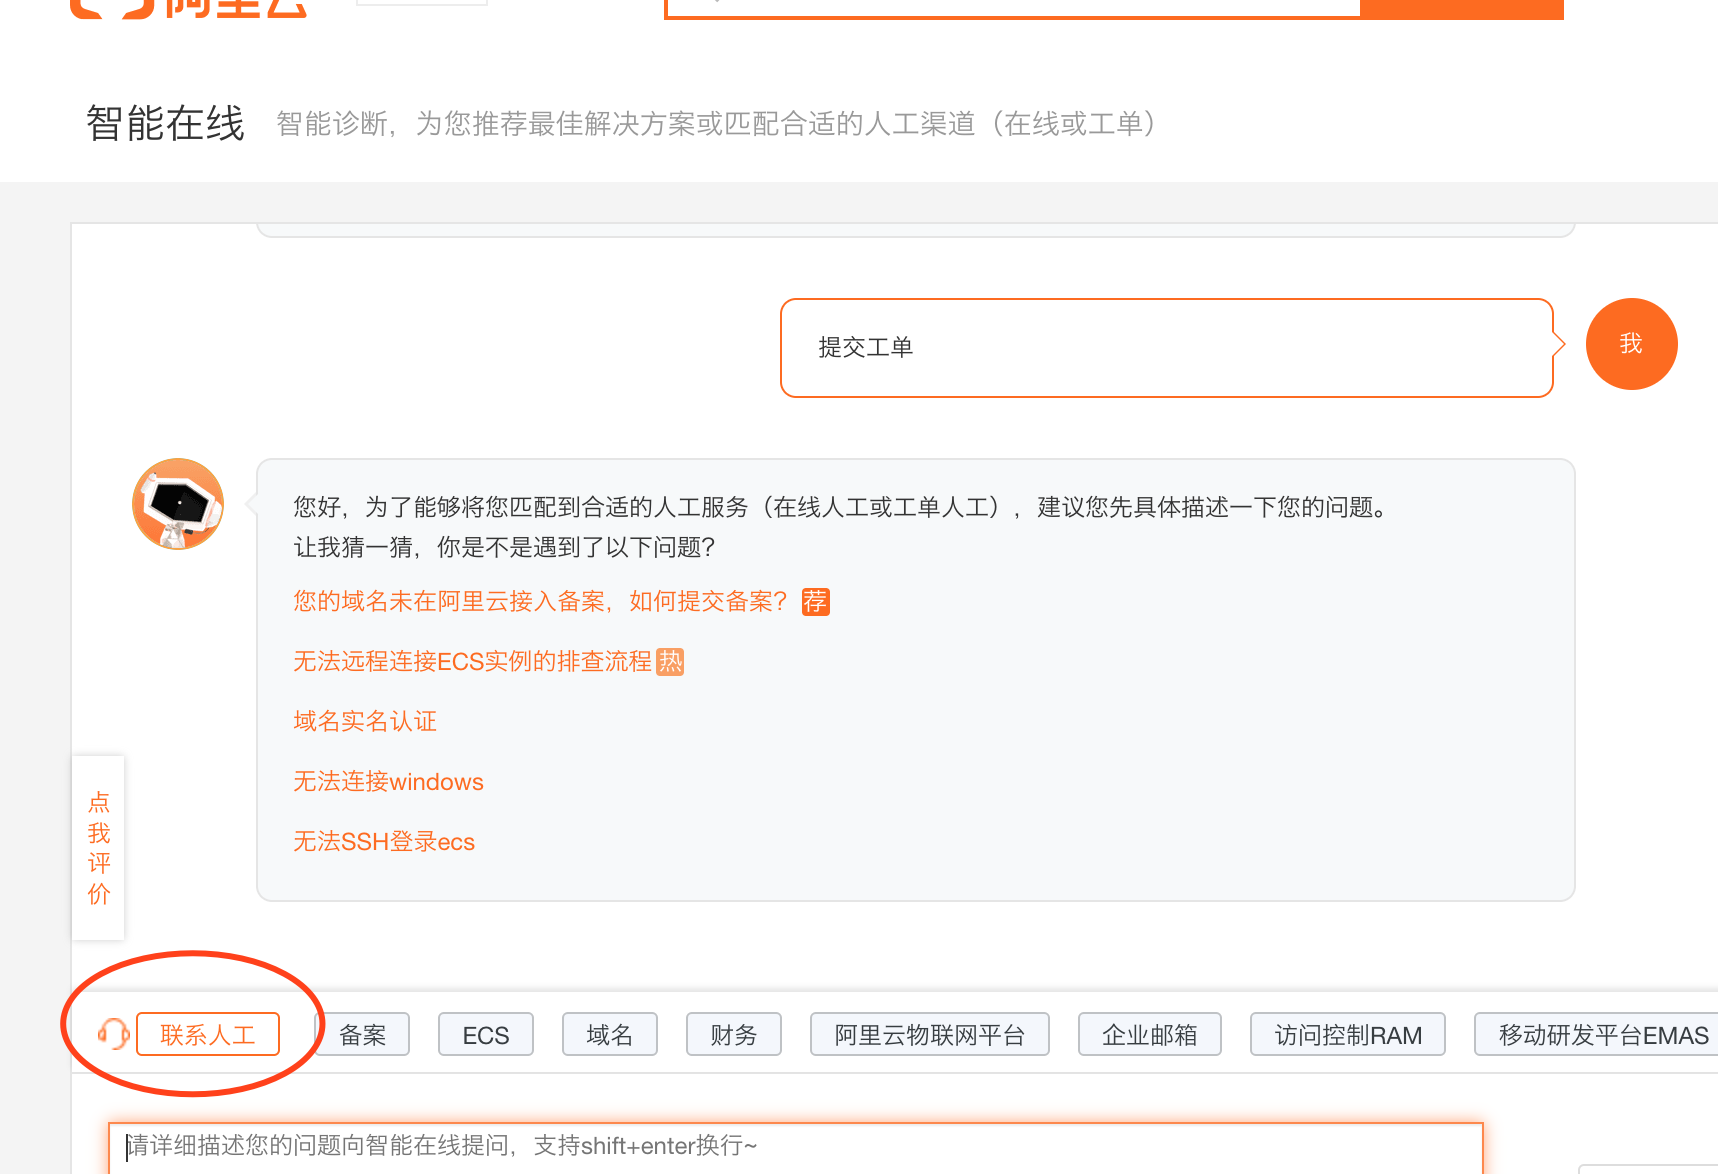 阿里云
智能在线 智能诊断，为您推荐最佳解决方案或匹配合适的人工渠道（在线或工单）
提交工单
我
您好，为了能够将您匹配到合适的人工服务（在线人工或工单人工），建议您先具体描述一下您的问题。
让我猜一猜，你是不是遇到了以下问题？
您的域名未在阿里云接入备案，如何提交备案？ 荐
无法远程连接ECS实例的排查流程 热
域名实名认证
无法连接windows
无法SSH登录ecs
点我评价
联系人工 备案 ECS 域名 财务 阿里云物联网平台 企业邮箱 访问控制RAM 移动研发平台EMAS
请详细描述您的问题向智能在线提问，支持shift+enter换行~